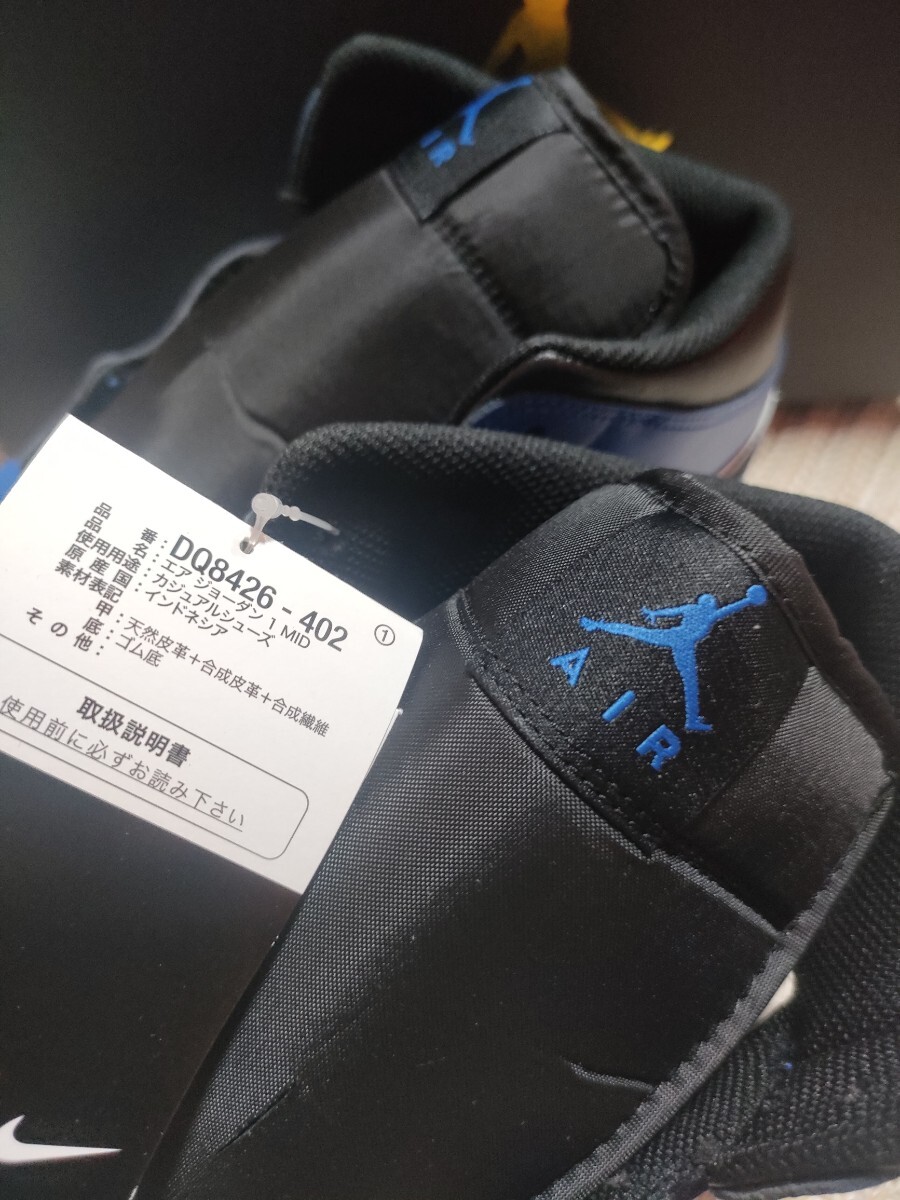 品番：DQ8426-402 ①
品名：エア ジョーダン 1 MID
使用用途：カジュアルシューズ
原産国：インドネシア
素材表記
甲：天然皮革＋合成皮革＋合成繊維
底：ゴム底
その他：
取扱説明書
使用前に必ずお読み下さい
AIR
AIR